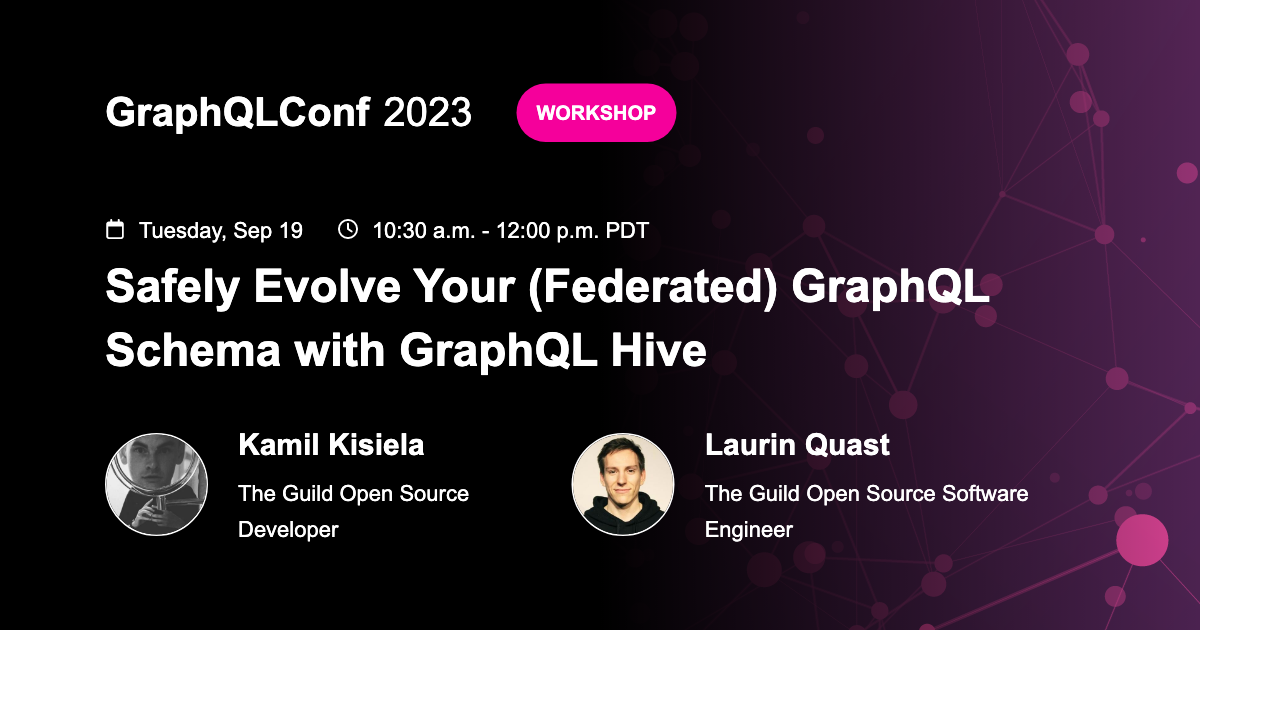 GraphQLConf 2023 WORKSHOP
Tuesday, Sep 19 10:30 a.m. - 12:00 p.m. PDT
Safely Evolve Your (Federated) GraphQL
Schema with GraphQL Hive
Kamil Kisiela
The Guild Open Source
Developer
Laurin Quast
The Guild Open Source Software
Engineer